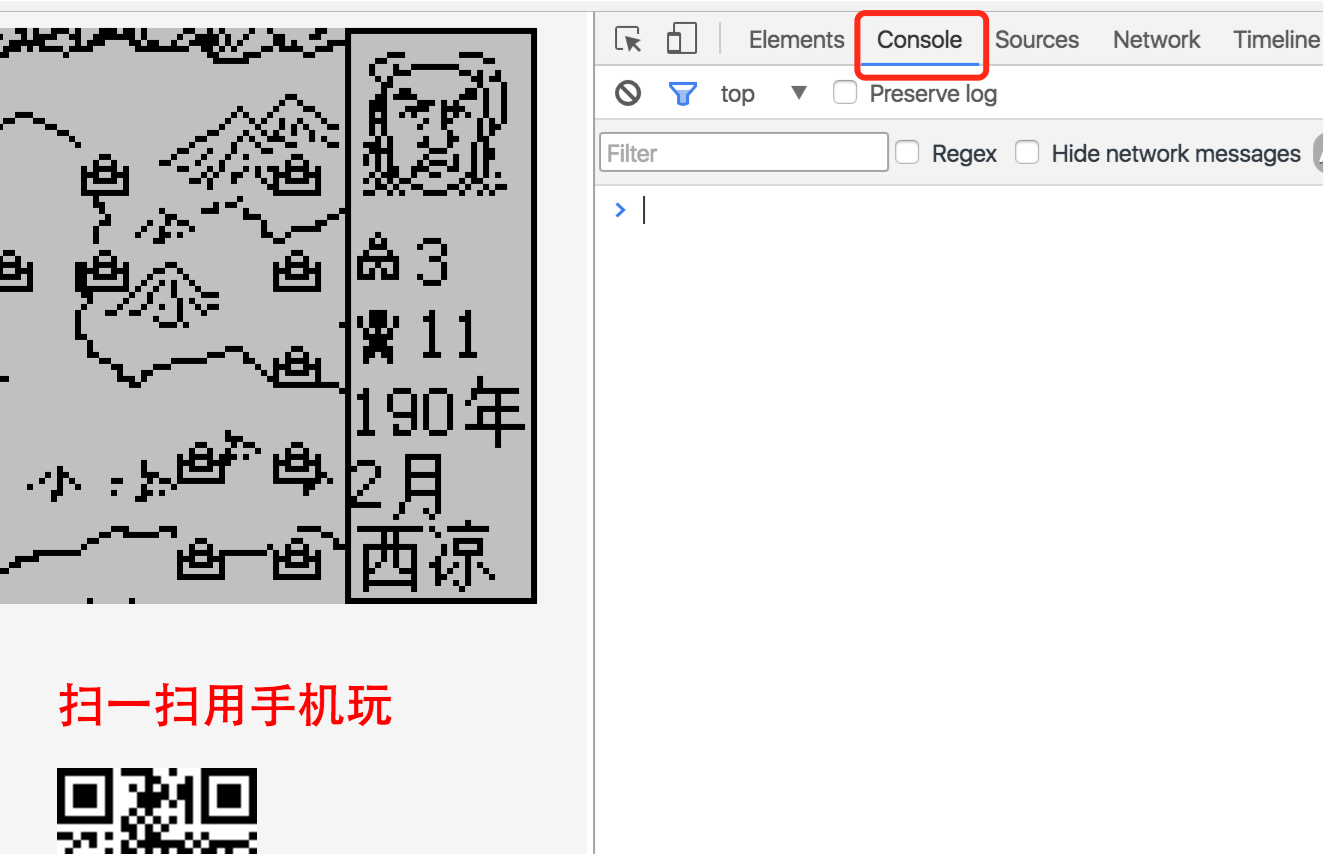 3
11
190年
2月
西凉
扫一扫用手机玩
Elements Console Sources Network Timeline
top ▼ Preserve log
Filter Regex Hide network messages
>